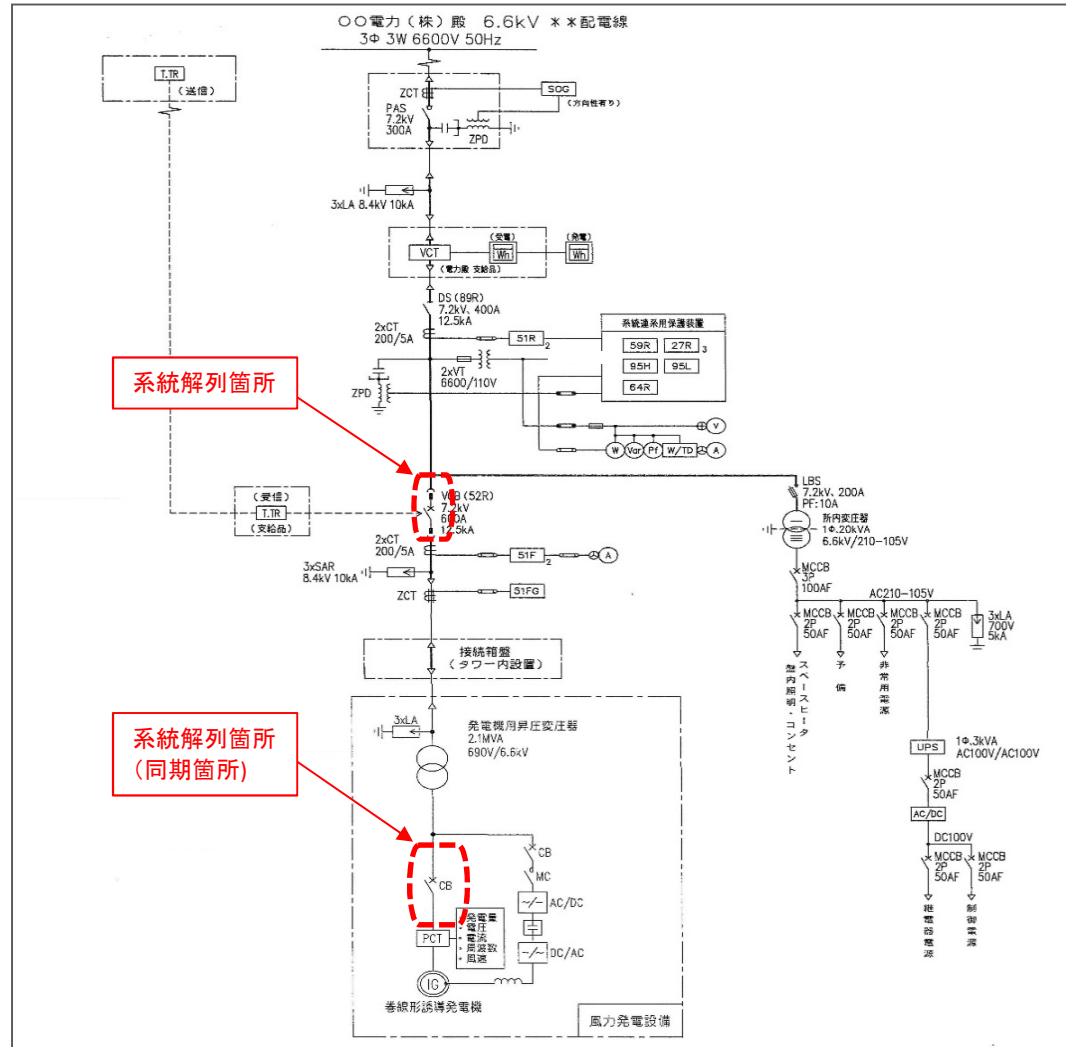 〇〇電力(株)殿 6.6kV **配電線
3Φ 3W 6600V 50Hz
T.TR
(送信)
ZCT
SOG
(方向性有り)
PAS
7.2kV
300A
ZPD
3xLA 8.4kV 10kA
VCT
(受電)
Wh
(発電)
Wh
(電力殿 支給品)
DS(89R)
7.2kV、400A
12.5kA
2xCT
200/5A
51R
2
系統連系用保護装置
59R
27R
3
95H
95L
64R
2xVT
6600/110V
ZPD
V
W
Var
Pf
W/TD
A
系統解列箇所
VCB(52R)
7.2kV
600A
12.5kA
(受信)
T.TR
(支給品)
2xCT
200/5A
51F
2
A
3xSAR
8.4kV 10kA
ZCT
51FG
LBS
7.2kV、200A
PF:10A
所内変圧器
1Φ.20kVA
6.6kV/210-105V
MCCB
3P
100AF
AC210-105V
MCCB
2P
50AF
MCCB
2P
50AF
MCCB
2P
50AF
MCCB
2P
50AF
3xLA
700V
5kA
スペースヒータ
盤内照明・コンセント
予備
非常用電源
UPS
1Φ.3kVA
AC100V/AC100V
MCCB
2P
50AF
AC/DC
DC100V
MCCB
2P
50AF
MCCB
2P
50AF
継電器電源
制御電源
接続箱盤
(タワー内設置)
3xLA
発電機用昇圧変圧器
2.1MVA
690V/6.6kV
系統解列箇所
(同期箇所)
CB
CB
MC
AC/DC
DC/AC
PCT
・発電量
・電圧
・電流
・周波数
・風速
IG
巻線形誘導発電機
風力発電設備